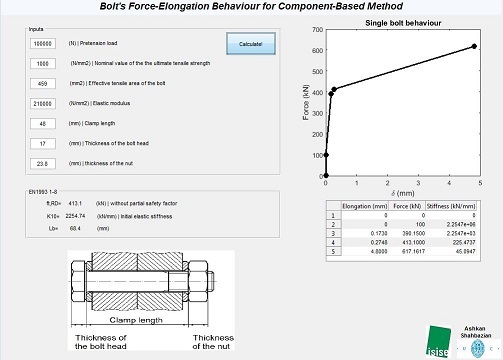 Bolt's Force-Elongation Behaviour for Component-Based Method
Inputs
100000 (N) | Pretension load
Calculate!
1000 (N/mm2) | Nominal value of the the ultimate tensile strength
459 (mm2) | Effective tensile area of the bolt
210000 (N/mm2) | Elastic modulus
48 (mm) | Clamp length
17 (mm) | Thickness of the bolt head
23.8 (mm) | thickness of the nut
EN1993 1-8
ft,RD= 413.1 (kN) | without partial safety factor
K10= 2254.74 (kN/mm) | Initial elastic stiffness
Lb= 68.4 (mm)
Clamp length
Thickness of the bolt head
Thickness of the nut
Single bolt behaviour
Force (kN)
700
600
500
400
300
200
100
0
0 1 2 3 4 5
δ (mm)
Elongation (mm) Force (kN) Stiffness (kN/mm)
1 0 0 0
2 0 100 2.2547e+06
3 0.1730 390.1500 2.2547e+03
4 0.2748 413.1000 225.4737
5 4.8000 617.1617 45.0947
isise
Ashkan
Shahbazian